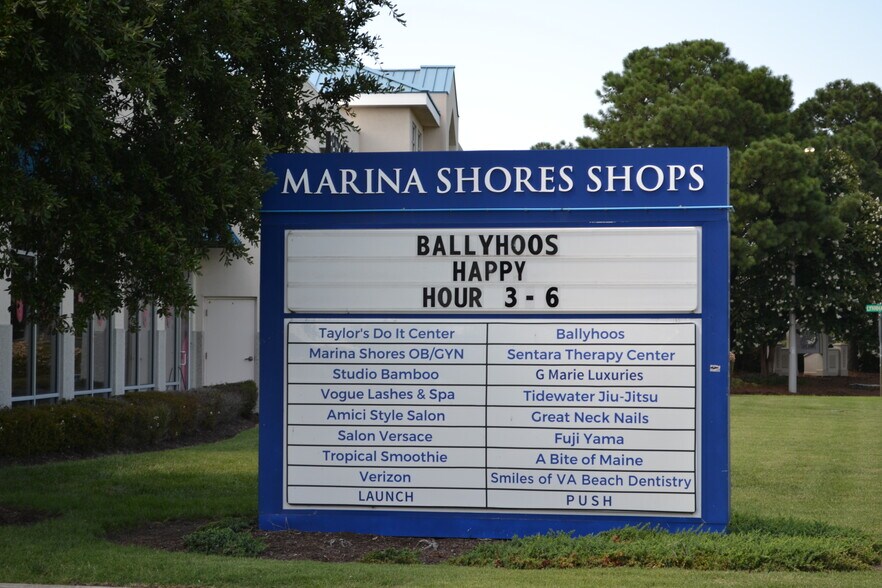 MARINA SHORES SHOPS
BALLYHOOS
HAPPY
HOUR 3-6
Taylor's Do It Center
Ballyhoos
Marina Shores OB/GYN
Sentara Therapy Center
Studio Bamboo
G Marie Luxuries
Vogue Lashes & Spa
Tidewater Jiu-Jitsu
Amici Style Salon
Great Neck Nails
Salon Versace
Fuji Yama
Tropical Smoothie
A Bite of Maine
Verizon
Smiles of VA Beach Dentistry
LAUNCH
PUSH